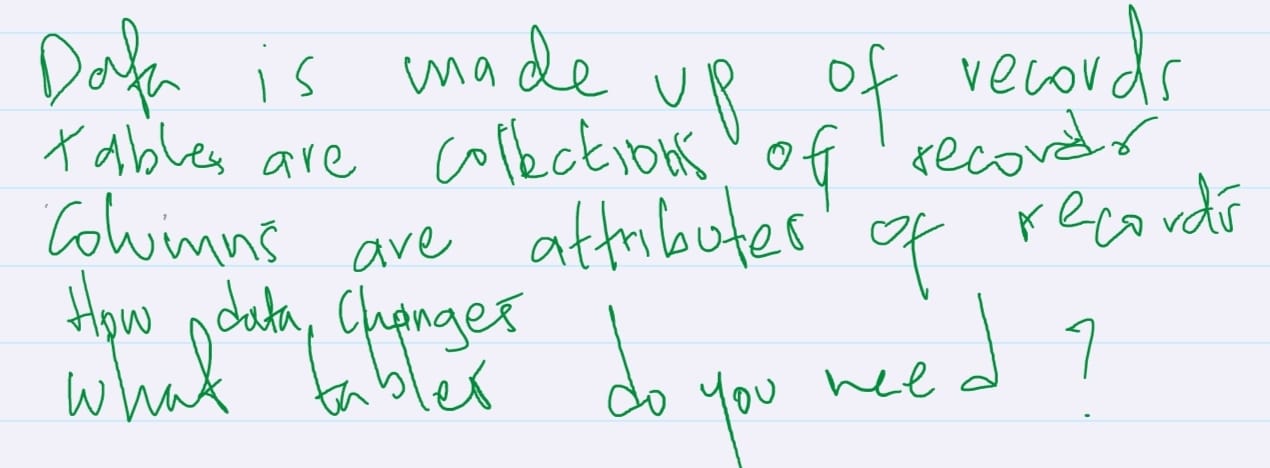 Data is made up of records
tables are collections of records
Columns are attributes of records
How data changes
What tables do you need?